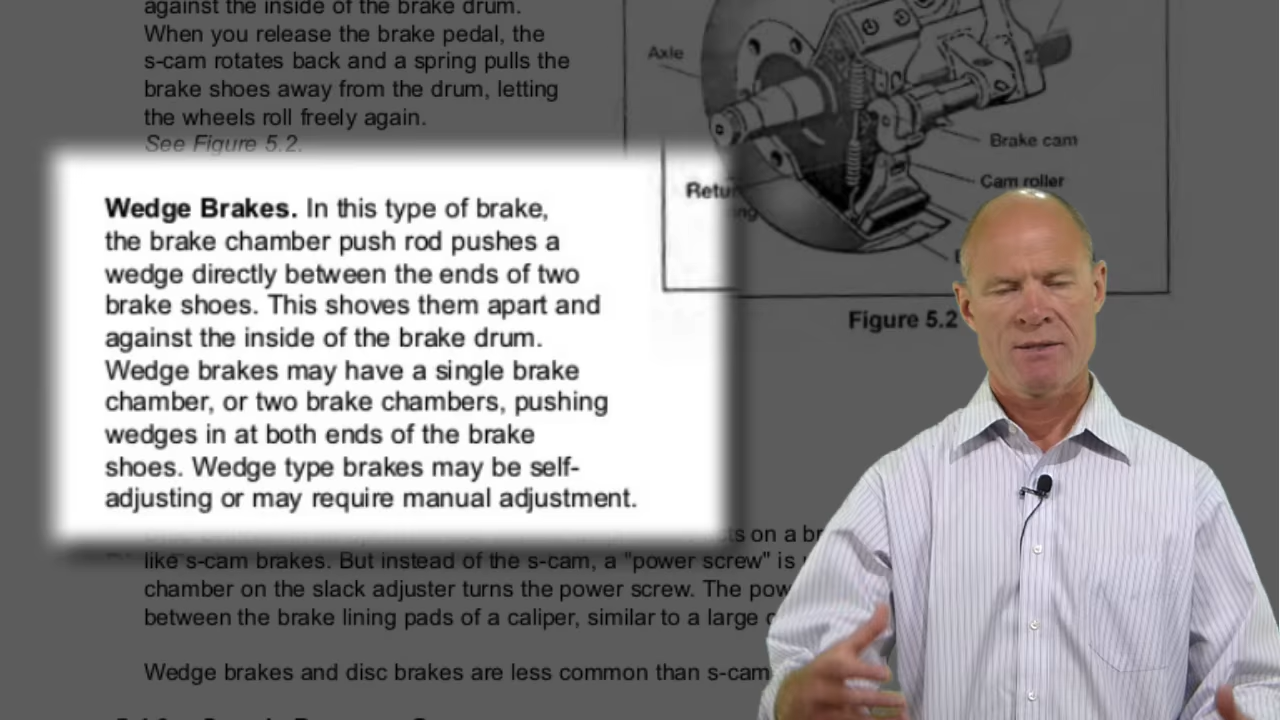 against the inside of the brake drum.
When you release the brake pedal, the
s-cam rotates back and a spring pulls the
brake shoes away from the drum, letting
the wheels roll freely again.
See Figure 5.2.
Axle
Brake cam
Cam roller
Figure 5.2
Wedge Brakes. In this type of brake,
the brake chamber push rod pushes a
wedge directly between the ends of two
brake shoes. This shoves them apart and
against the inside of the brake drum.
Wedge brakes may have a single brake
chamber, or two brake chambers, pushing
wedges in at both ends of the brake
shoes. Wedge type brakes may be self-
adjusting or may require manual adjustment.
on a
like s-cam brakes. But instead of the s-cam, a "power screw" is
chamber on the slack adjuster turns the power screw. The
between the brake lining pads of a caliper, similar to a large
Wedge brakes and disc brakes are less common than s-cam